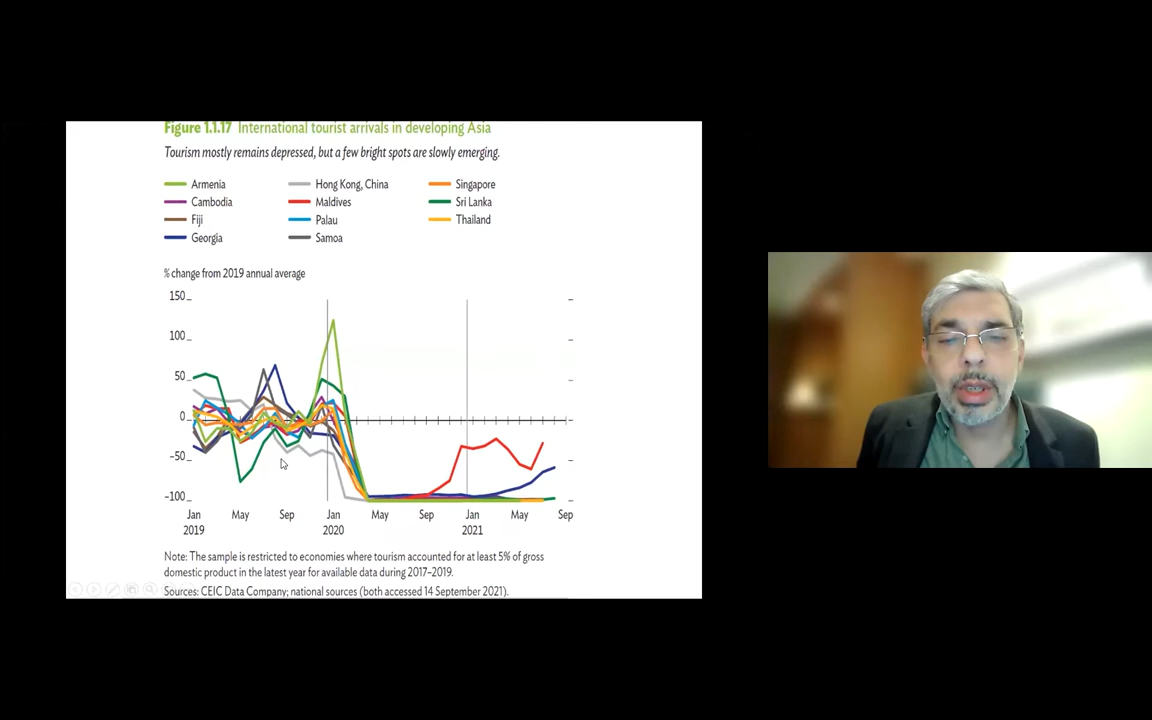 Figure 1.1.17 International tourist arrivals in developing Asia
Tourism mostly remains depressed, but a few bright spots are slowly emerging.
Armenia Hong Kong, China Singapore
Cambodia Maldives Sri Lanka
Fiji Palau Thailand
Georgia Samoa
% change from 2019 annual average
150
100
50
0
−50
−100
Jan May Sep Jan May Sep Jan May Sep
2019 2020 2021
Note: The sample is restricted to economies where tourism accounted for at least 5% of gross
domestic product in the latest year for available data during 2017–2019.
Sources: CEIC Data Company; national sources (both accessed 14 September 2021).